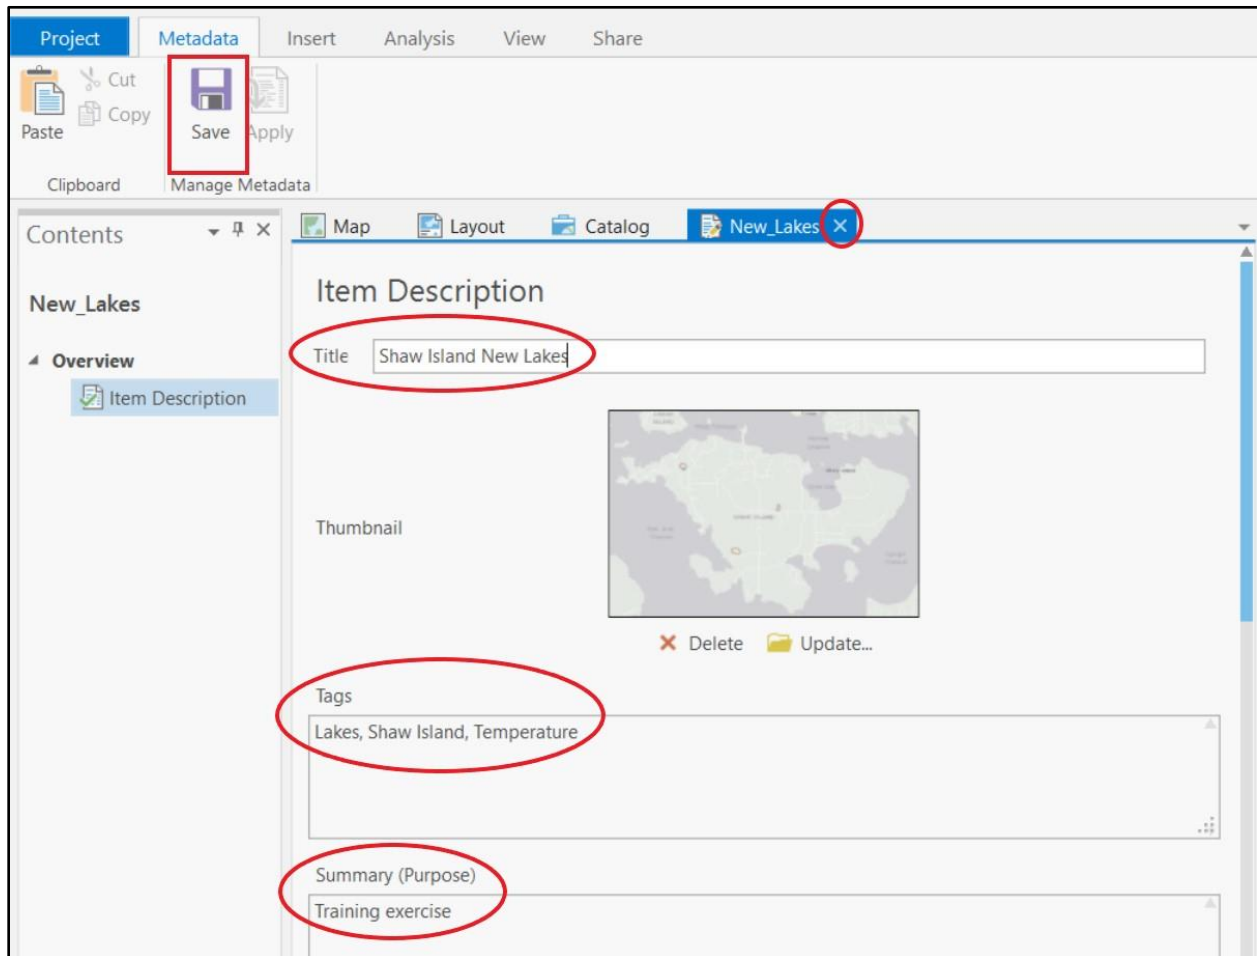 Project Metadata Insert Analysis View Share
Cut
Copy
Paste
Save Apply
Clipboard Manage Metadata
Contents
Map Layout Catalog New_Lakes
New_Lakes
Overview
Item Description
Item Description
Title Shaw Island New Lakes
Thumbnail
Delete Update...
Tags
Lakes, Shaw Island, Temperature
Summary (Purpose)
Training exercise